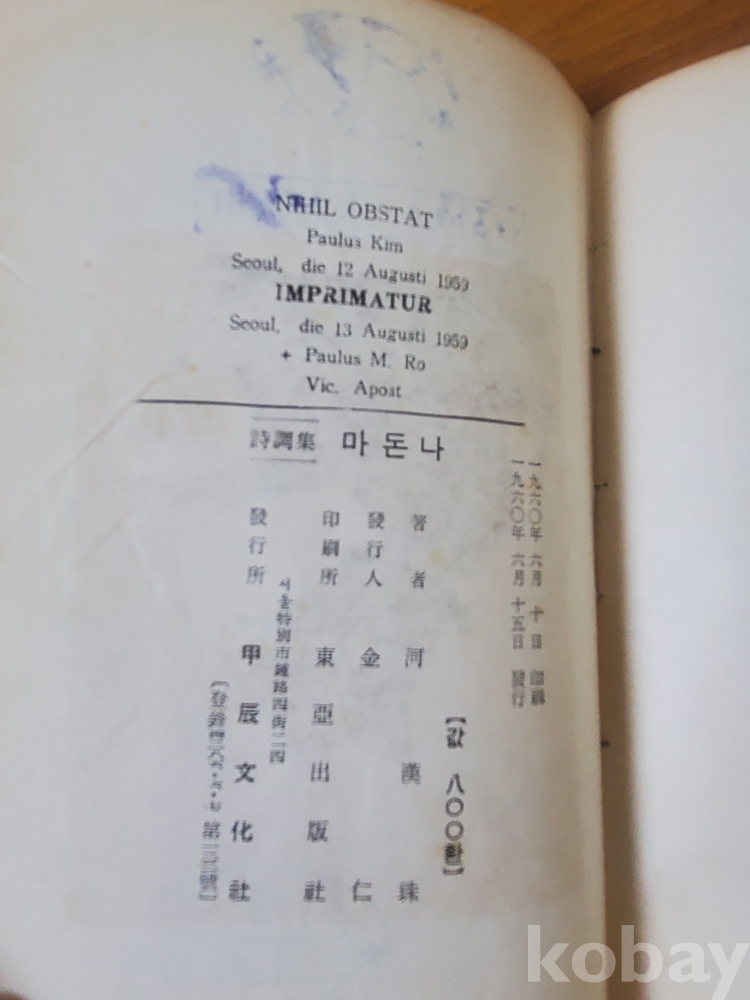 NIHIL OBSTAT
Paulus Kim
Seoul, die 12 Augusti 1959
IMPRIMATUR
Seoul, die 13 Augusti 1959
+ Paulus M. Ro
Vic. Apost
詩調集 마돈나
一九六〇年 六月 十日 印刷
一九六〇年 六月 十五日 發行
【값 八〇〇환】
著者 河漢珠
發行人 金 仁
印刷所 東亞出版社
서울特別市鐘路四街二四
發行所 甲辰文化社
kobay